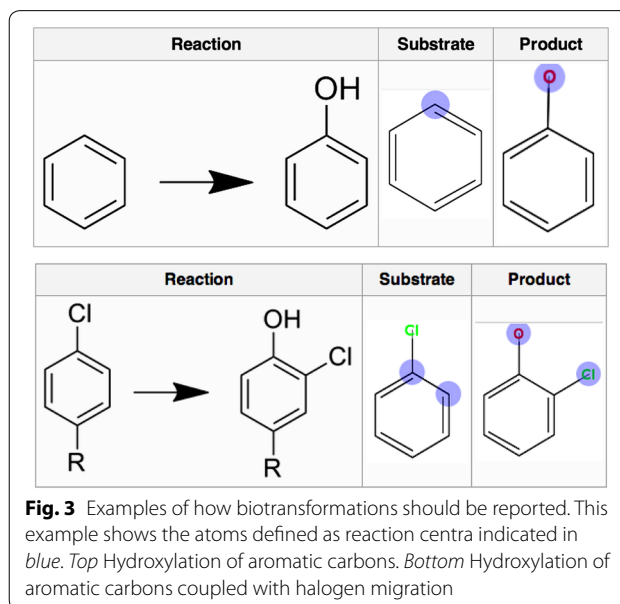 Reaction Substrate Product
OH
O
Reaction Substrate Product
Cl
R
OH
Cl
R
Cl
O
Cl
Fig. 3 Examples of how biotransformations should be reported. This
example shows the atoms defined as reaction centra indicated in
blue. Top Hydroxylation of aromatic carbons. Bottom Hydroxylation of
aromatic carbons coupled with halogen migration